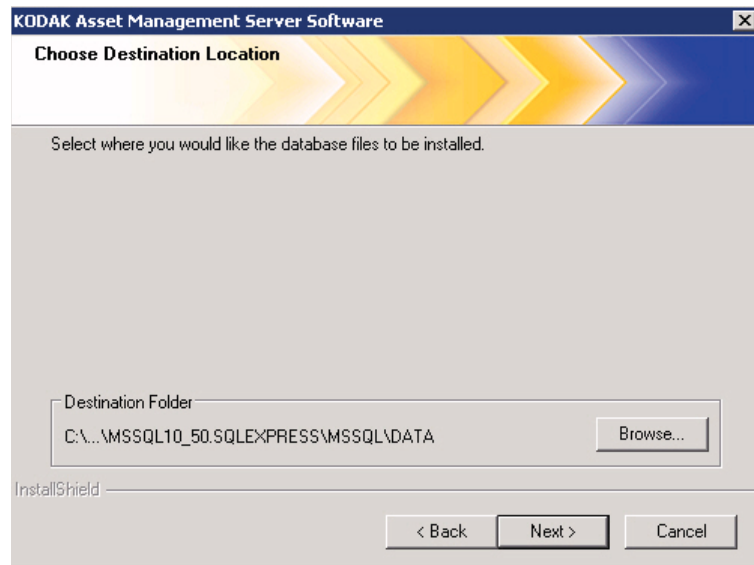 KODAK Asset Management Server Software
Choose Destination Location
Select where you would like the database files to be installed.
Destination Folder
C:\...\MSSQL10_50.SQLEXPRESS\MSSQL\DATA
Browse...
InstallShield
< Back
Next >
Cancel